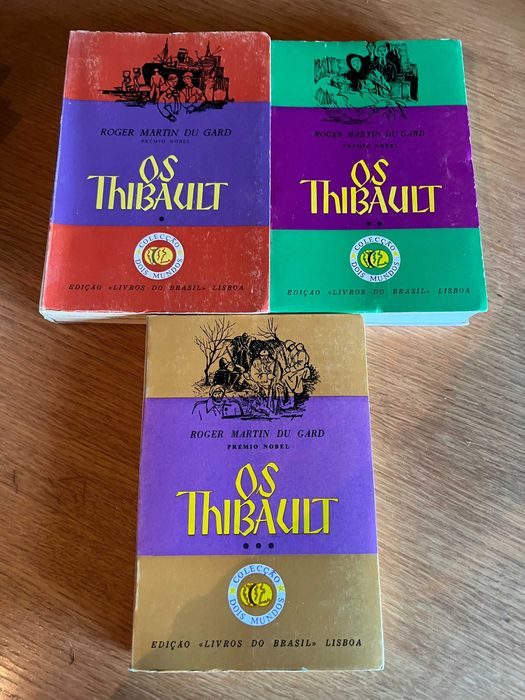 ROGER MARTIN DU GARD
PRÉMIO NOBEL
OS
THIBAULT
COLECÇÃO
DOIS MUNDOS
EDIÇÃO «LIVROS DO BRASIL» LISBOA
ROGER MARTIN DU GARD
PRÉMIO NOBEL
OS
THIBAULT
COLECÇÃO
DOIS MUNDOS
EDIÇÃO «LIVROS DO BRASIL» LISBOA
ROGER MARTIN DU GARD
PRÉMIO NOBEL
OS
THIBAULT
COLECÇÃO
DOIS MUNDOS
EDIÇÃO «LIVROS DO BRASIL» LISBOA